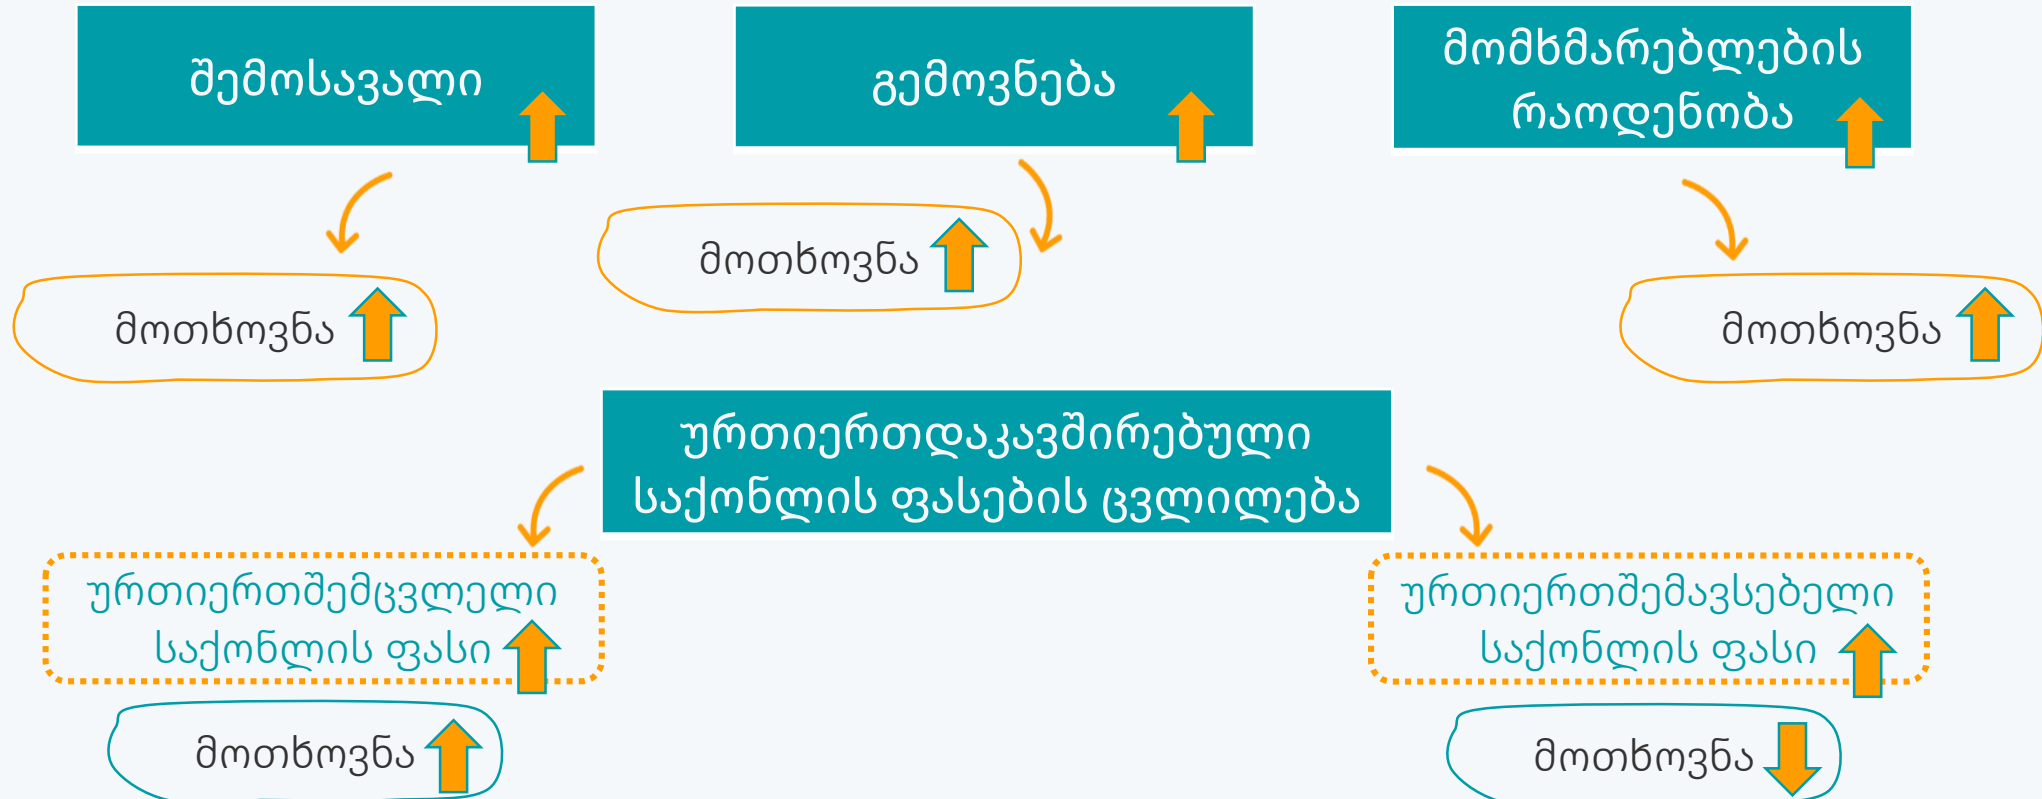 შემოსავალი
გემოვნება
მომხმარებლების
რაოდენობა
მოთხოვნა
მოთხოვნა
მოთხოვნა
ურთიერთდაკავშირებული
საქონლის ფასების ცვლილება
ურთიერთშემცვლელი
საქონლის ფასი
მოთხოვნა
ურთიერთშემავსებელი
საქონლის ფასი
მოთხოვნა